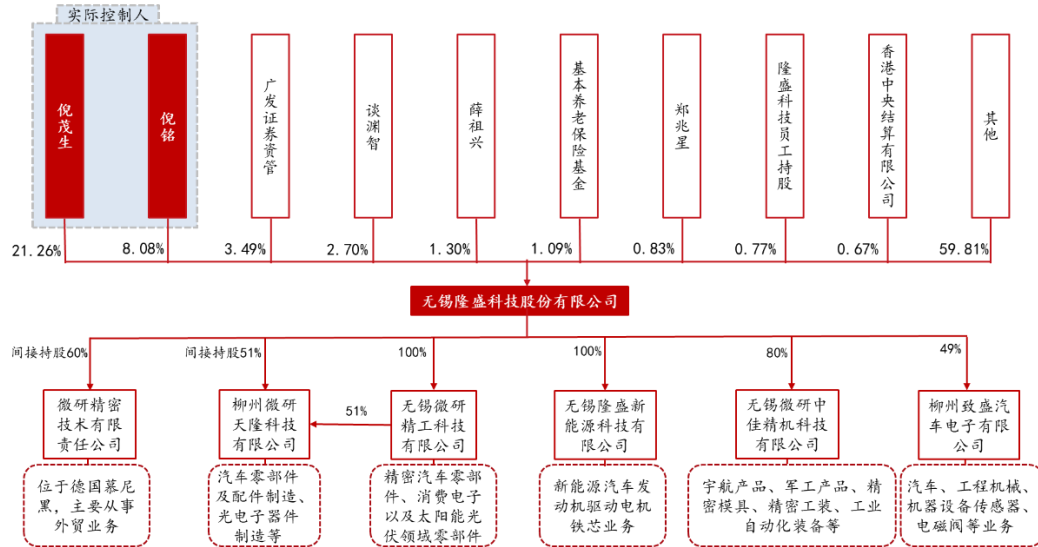 实际控制人
倪茂生
倪铭
广发证券资管
谈渊智
薛祖兴
基本养老保险基金
郑兆星
隆盛科技员工持股
香港中央结算有限公司
其他
21.26%
8.08%
3.49%
2.70%
1.30%
1.09%
0.83%
0.77%
0.67%
59.81%
无锡隆盛科技股份有限公司
间接持股60%
间接持股51%
100%
100%
80%
49%
微研精密
技术有限
责任公司
柳州微研
天隆科技
有限公司
51%
无锡微研
精工科技
有限公司
无锡隆盛新
能源科技有
限公司
无锡微研中
佳精机科技
有限公司
柳州致盛汽
车电子有限
公司
位于德国慕尼
黑，主要从事
外贸业务
汽车零部件
及配件制造、
光电子器件
制造等
精密汽车零部
件、消费电子
以及太阳能光
伏领域零部件
新能源汽车发
动机驱动电机
铁芯业务
宇航产品、军工产品、精
密模具、精密工装、工业
自动化装备等
汽车、工程机械、
机器设备传感器、
电磁阀等业务